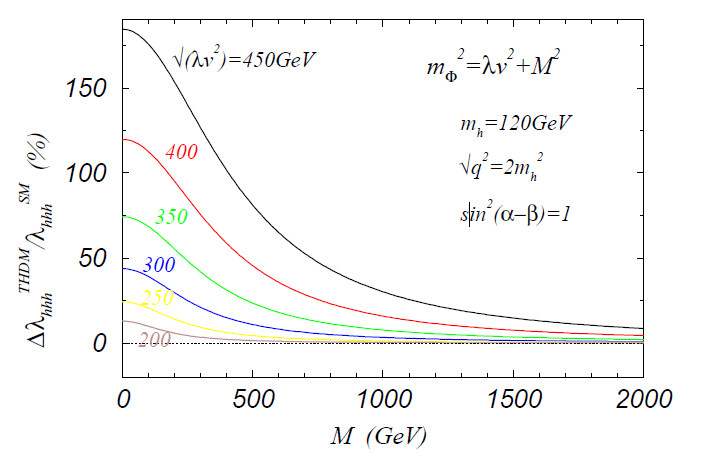 √(λv²)=450GeV
m_Φ²=λv²+M²
m_h=120GeV
√q²=2m_h²
sin²(α−β)=1
400
350
300
250
200
150
100
50
0
Δλ_hhh^THDM/λ_hhh^SM (%)
0 500 1000 1500 2000
M (GeV)